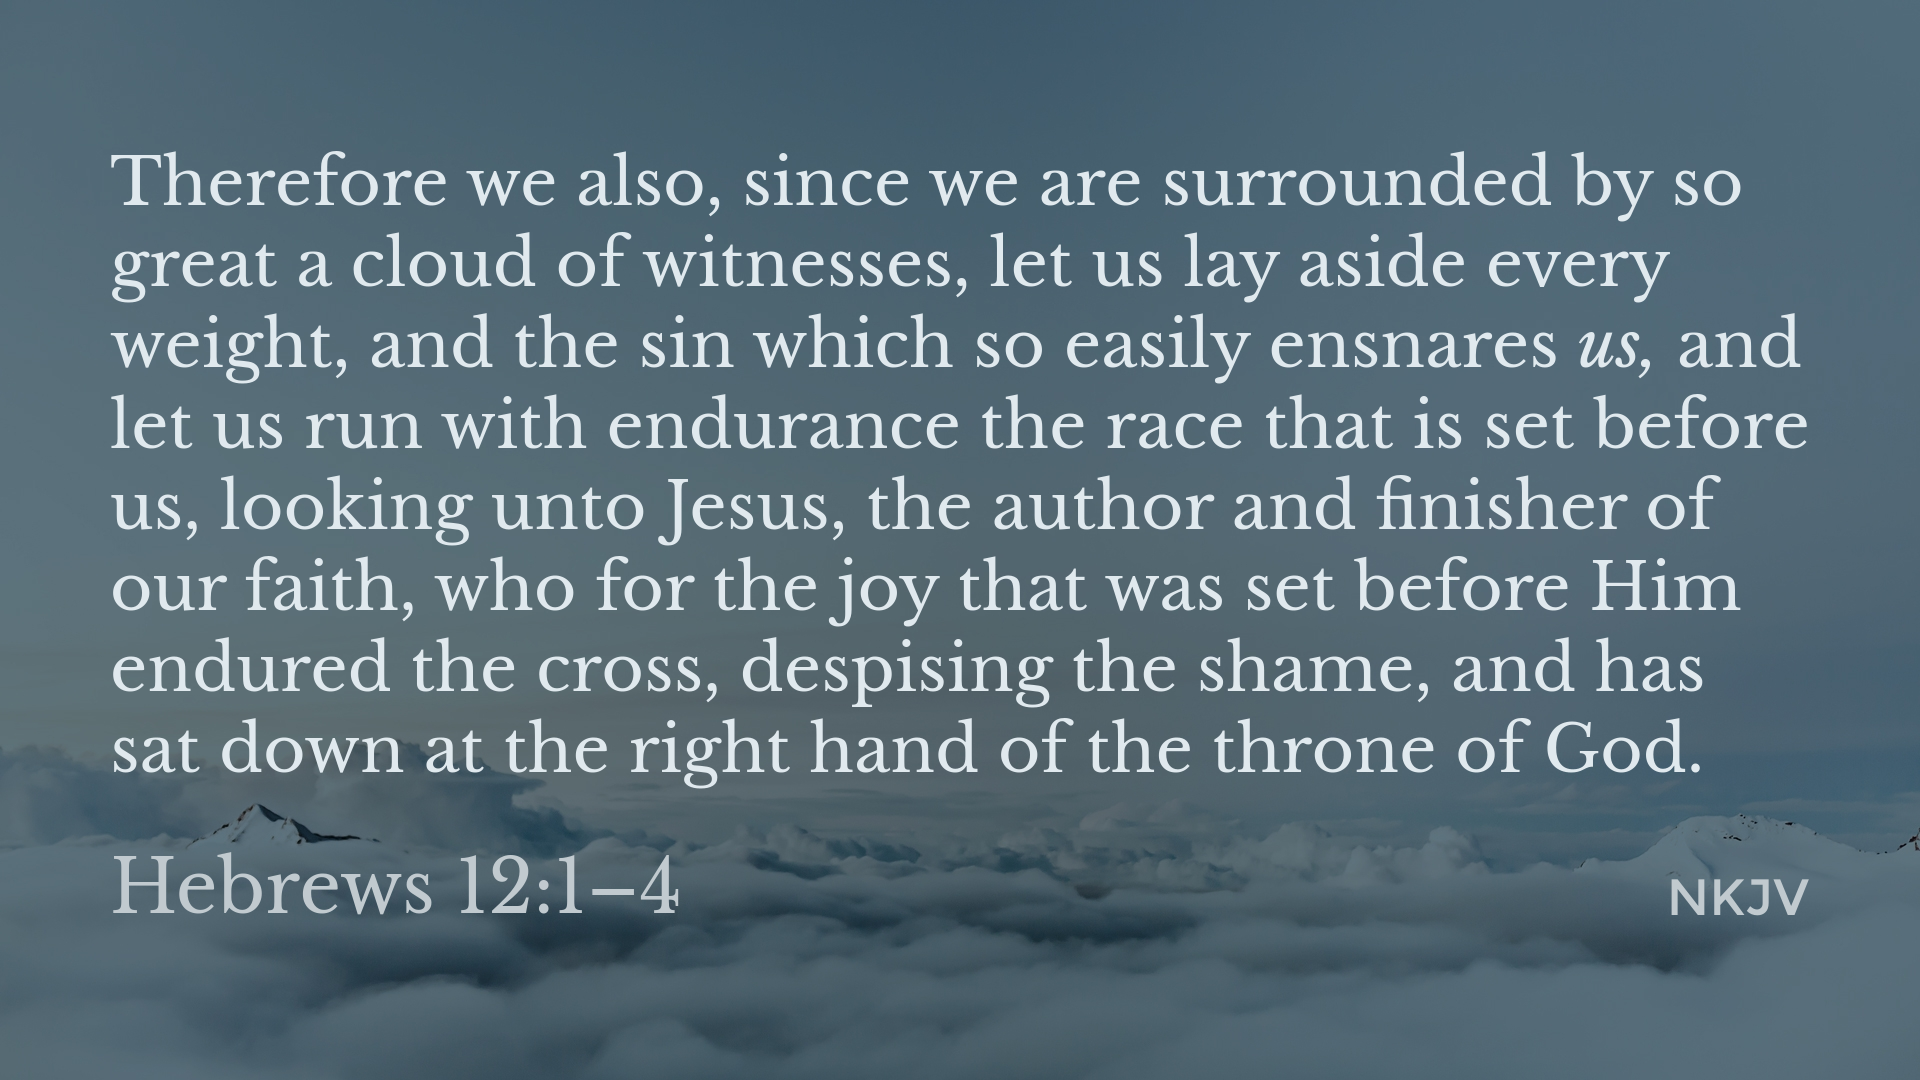 Therefore we also, since we are surrounded by so
great a cloud of witnesses, let us lay aside every
weight, and the sin which so easily ensnares us, and
let us run with endurance the race that is set before
us, looking unto Jesus, the author and finisher of
our faith, who for the joy that was set before Him
endured the cross, despising the shame, and has
sat down at the right hand of the throne of God.
Hebrews 12:1–4
NKJV